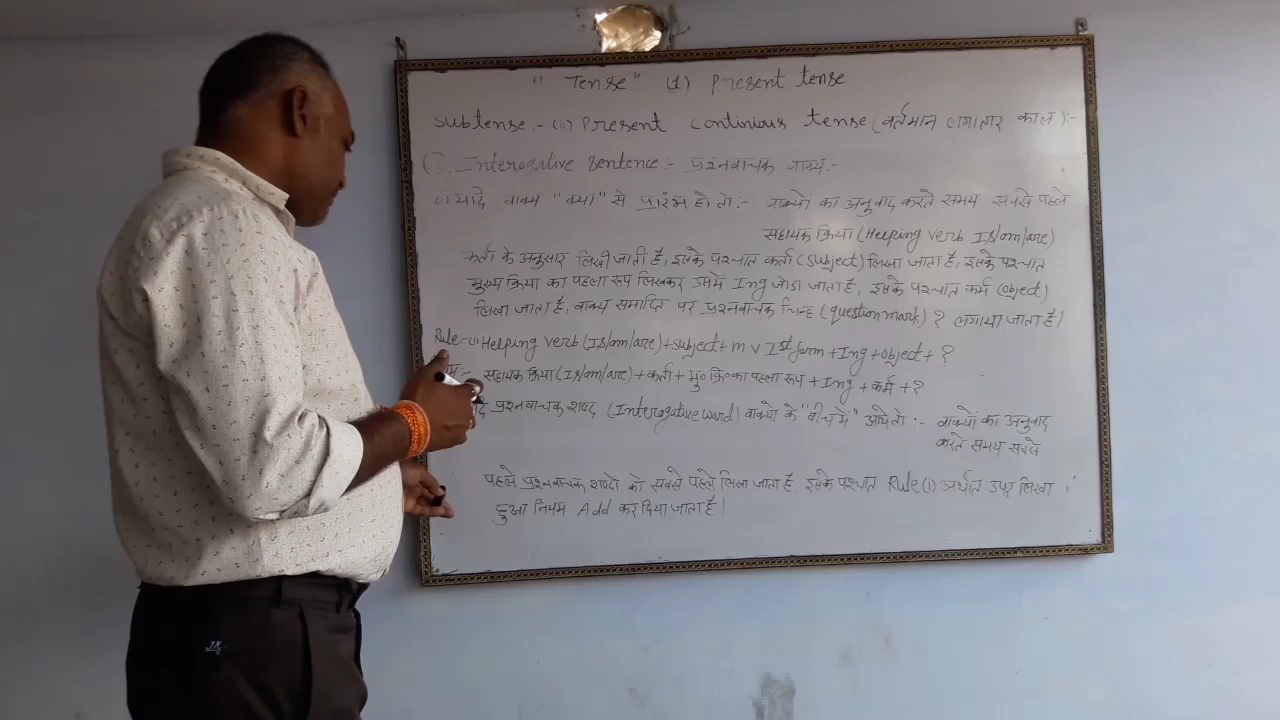 " Tense " (1) Present tense
Subtense:- (ii) Present Continious tense (वर्तमान लगातार काल):-
Interogative Sentence:- प्रश्नवाचक वाक्य:-
(i) यदि वाक्य "क्या" से प्रारंभ हो तो:- वाक्यों का अनुवाद करते समय सबसे पहले
सहायक क्रिया (Helping verb Is/am/are)
कर्ता के अनुसार लिखी जाती है, इसके पश्चात कर्ता (Subject) लिखा जाता है, इसके पश्चात
मुख्य क्रिया का पहला रूप लिखकर उसमें Ing जोड़ा जाता है, इसके पश्चात कर्म (object)
लिखा जाता है, वाक्य समाप्ति पर प्रश्नवाचक चिन्ह (question mark) ? लगाया जाता है।
Rule:-(i) Helping verb (Is/am/are)+Subject+m v Ist form +Ing+object+ ?
सहायक क्रिया (Is/am/are) + कर्ता + मु० क्रि० का पहला रूप + Ing + कर्म + ?
प्रश्नवाचक शब्द (Interogative word) वाक्यो के "बीच में" आये तो :- वाक्यों का अनुवाद
करते समय सबसे
पहले प्रश्नवाचक शब्दो को सबसे पहले लिखा जाता है इसके पश्चात Rule (i) अर्थात उपर लिखा
हुआ नियम Add कर दिया जाता है।